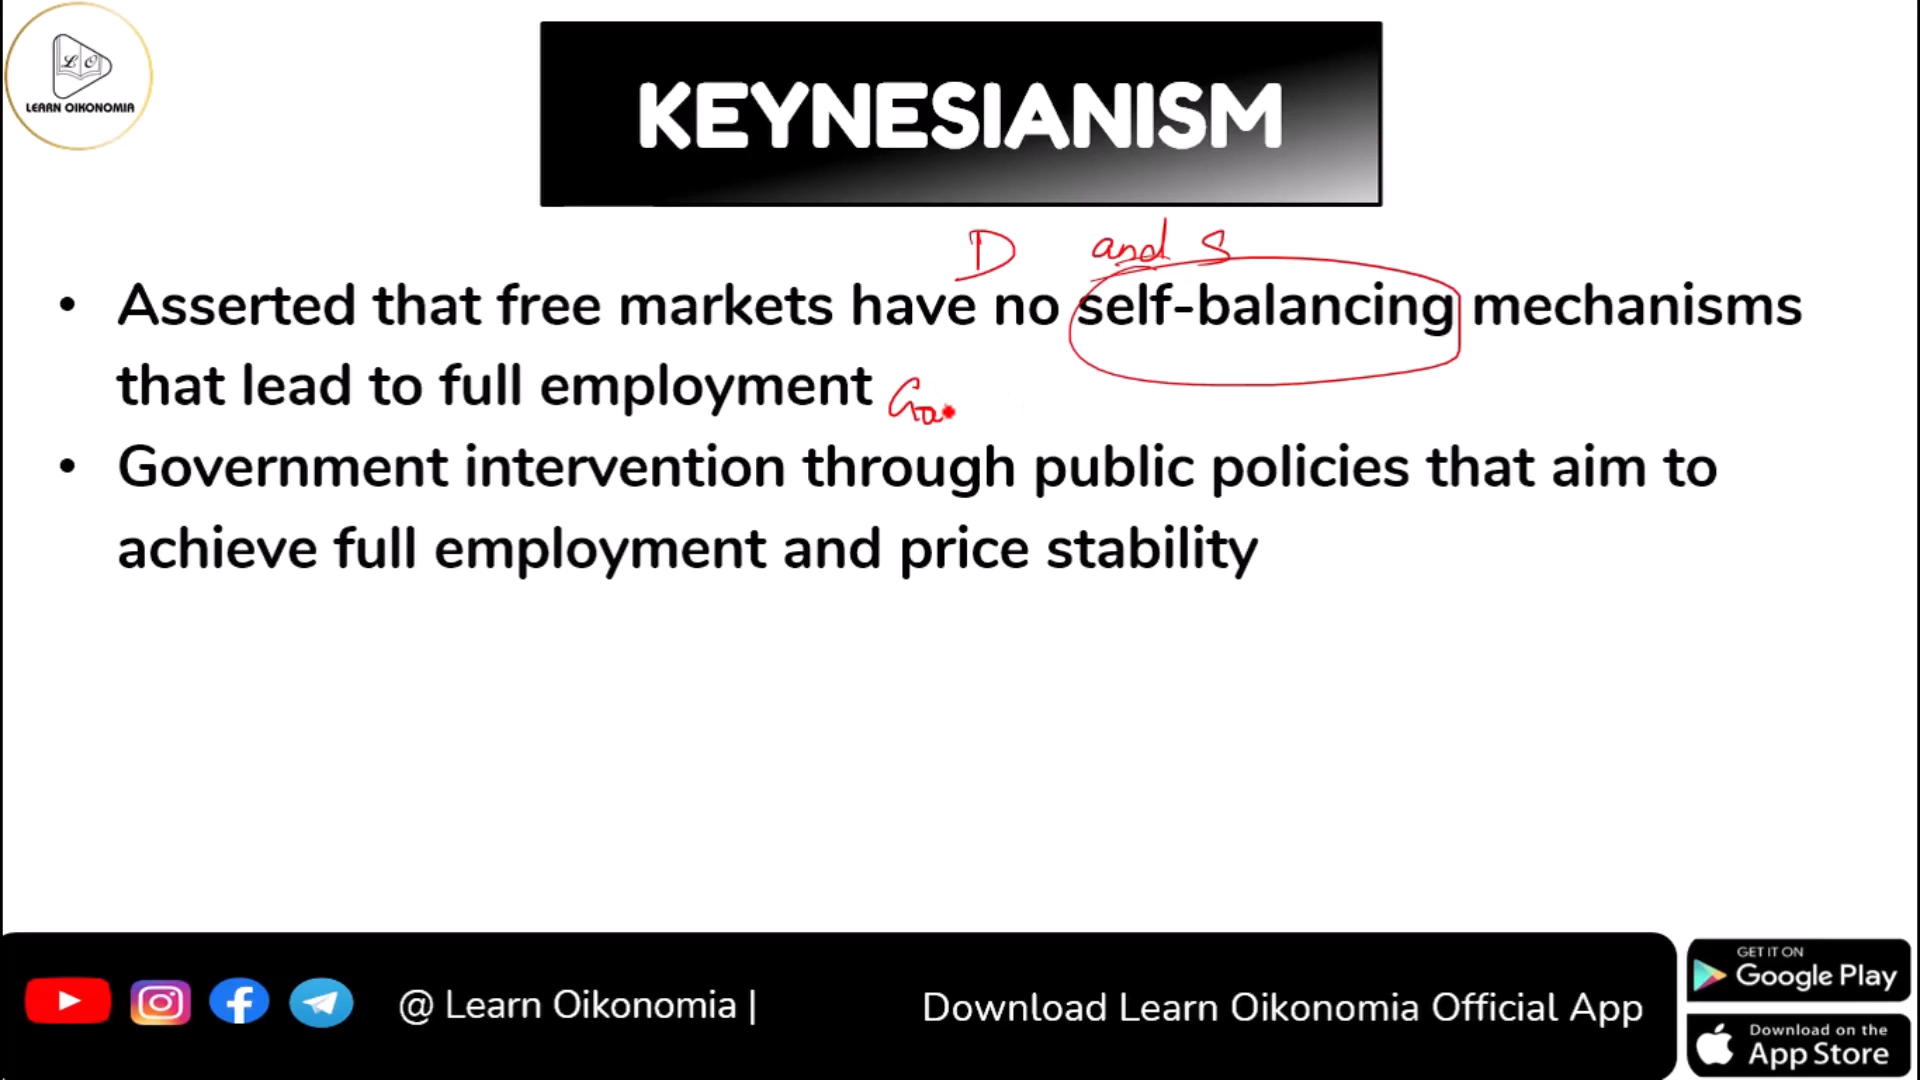 LO
LEARN OIKONOMIA
KEYNESIANISM
D and S
• Asserted that free markets have no self-balancing mechanisms
that lead to full employment
• Government intervention through public policies that aim to
achieve full employment and price stability
@ Learn Oikonomia |
Download Learn Oikonomia Official App
GET IT ON
Google Play
Download on the
App Store